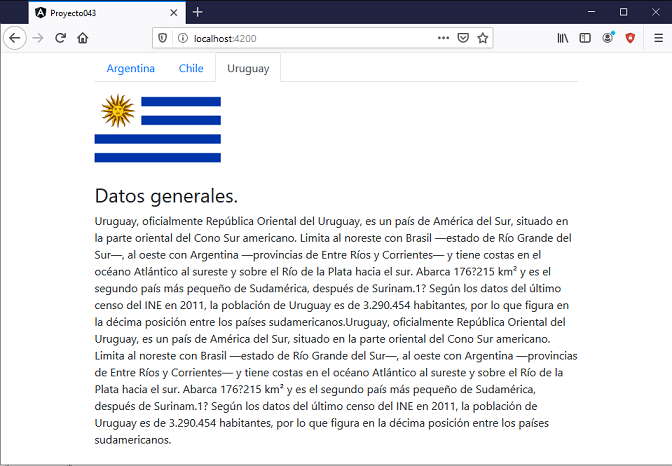 Proyecto043
localhost:4200
Argentina Chile Uruguay
Datos generales.
Uruguay, oficialmente República Oriental del Uruguay, es un país de América del Sur, situado en
la parte oriental del Cono Sur americano. Limita al noreste con Brasil —estado de Río Grande del
Sur—, al oeste con Argentina —provincias de Entre Ríos y Corrientes— y tiene costas en el
océano Atlántico al sureste y sobre el Río de la Plata hacia el sur. Abarca 176?215 km² y es el
segundo país más pequeño de Sudamérica, después de Surinam.1? Según los datos del último
censo del INE en 2011, la población de Uruguay es de 3.290.454 habitantes, por lo que figura en
la décima posición entre los países sudamericanos.Uruguay, oficialmente República Oriental del
Uruguay, es un país de América del Sur, situado en la parte oriental del Cono Sur americano.
Limita al noreste con Brasil —estado de Río Grande del Sur—, al oeste con Argentina —provincias
de Entre Ríos y Corrientes— y tiene costas en el océano Atlántico al sureste y sobre el Río de la
Plata hacia el sur. Abarca 176?215 km² y es el segundo país más pequeño de Sudamérica,
después de Surinam.1? Según los datos del último censo del INE en 2011, la población de
Uruguay es de 3.290.454 habitantes, por lo que figura en la décima posición entre los países
sudamericanos.